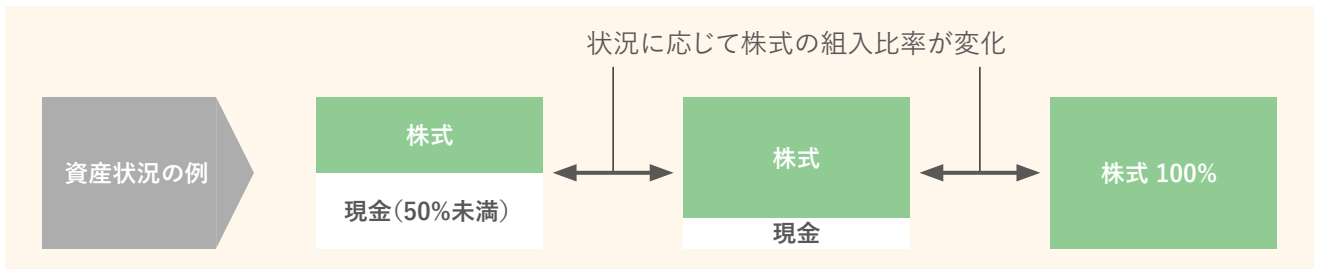 状況に応じて株式の組入比率が変化
資産状況の例
株式
現金（50%未満）
株式
現金
株式 100%